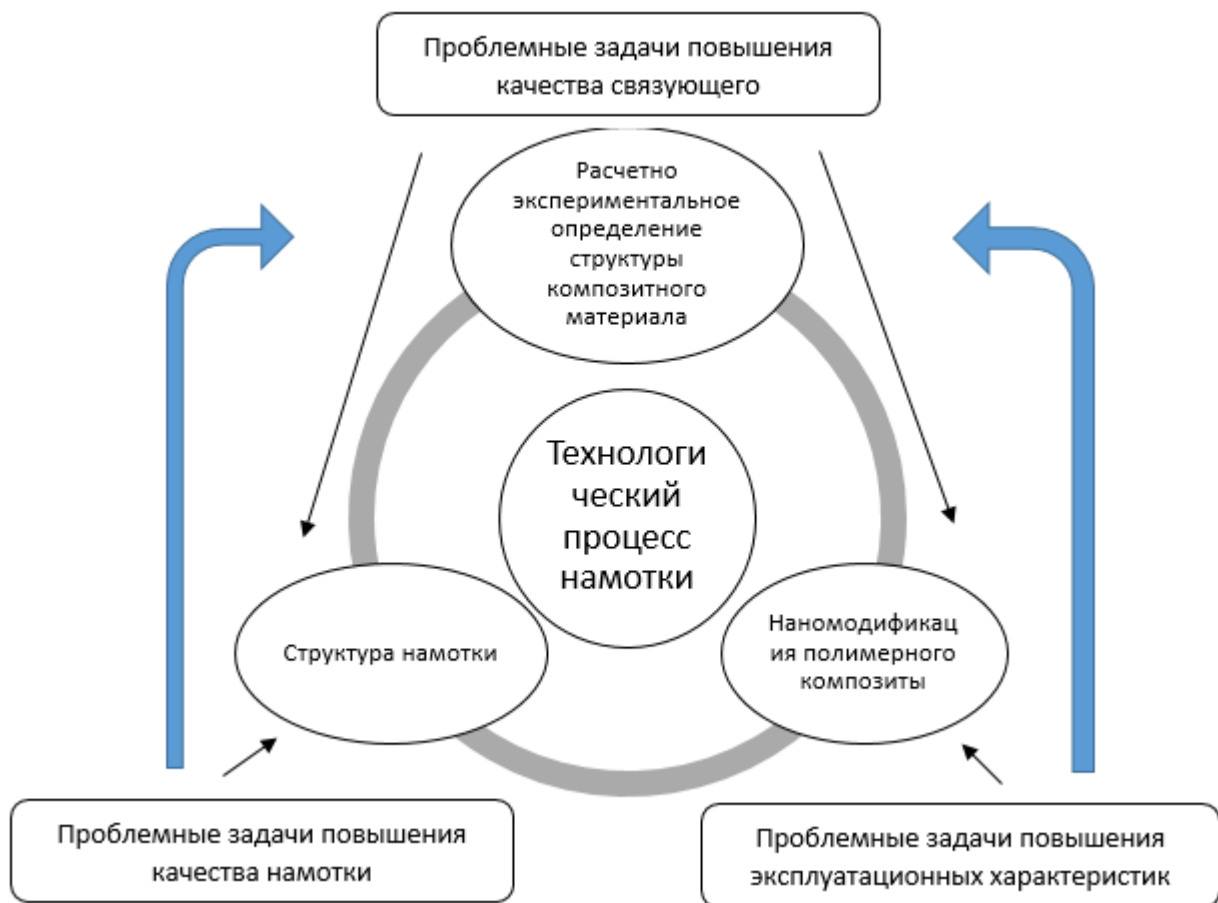 Проблемные задачи повышения
качества связующего
Расчетно
экспериментальное
определение
структуры
композитного
материала
Технологи
ческий
процесс
намотки
Структура намотки
Наномодификац
ия полимерного
композиты
Проблемные задачи повышения
качества намотки
Проблемные задачи повышения
эксплуатационных характеристик